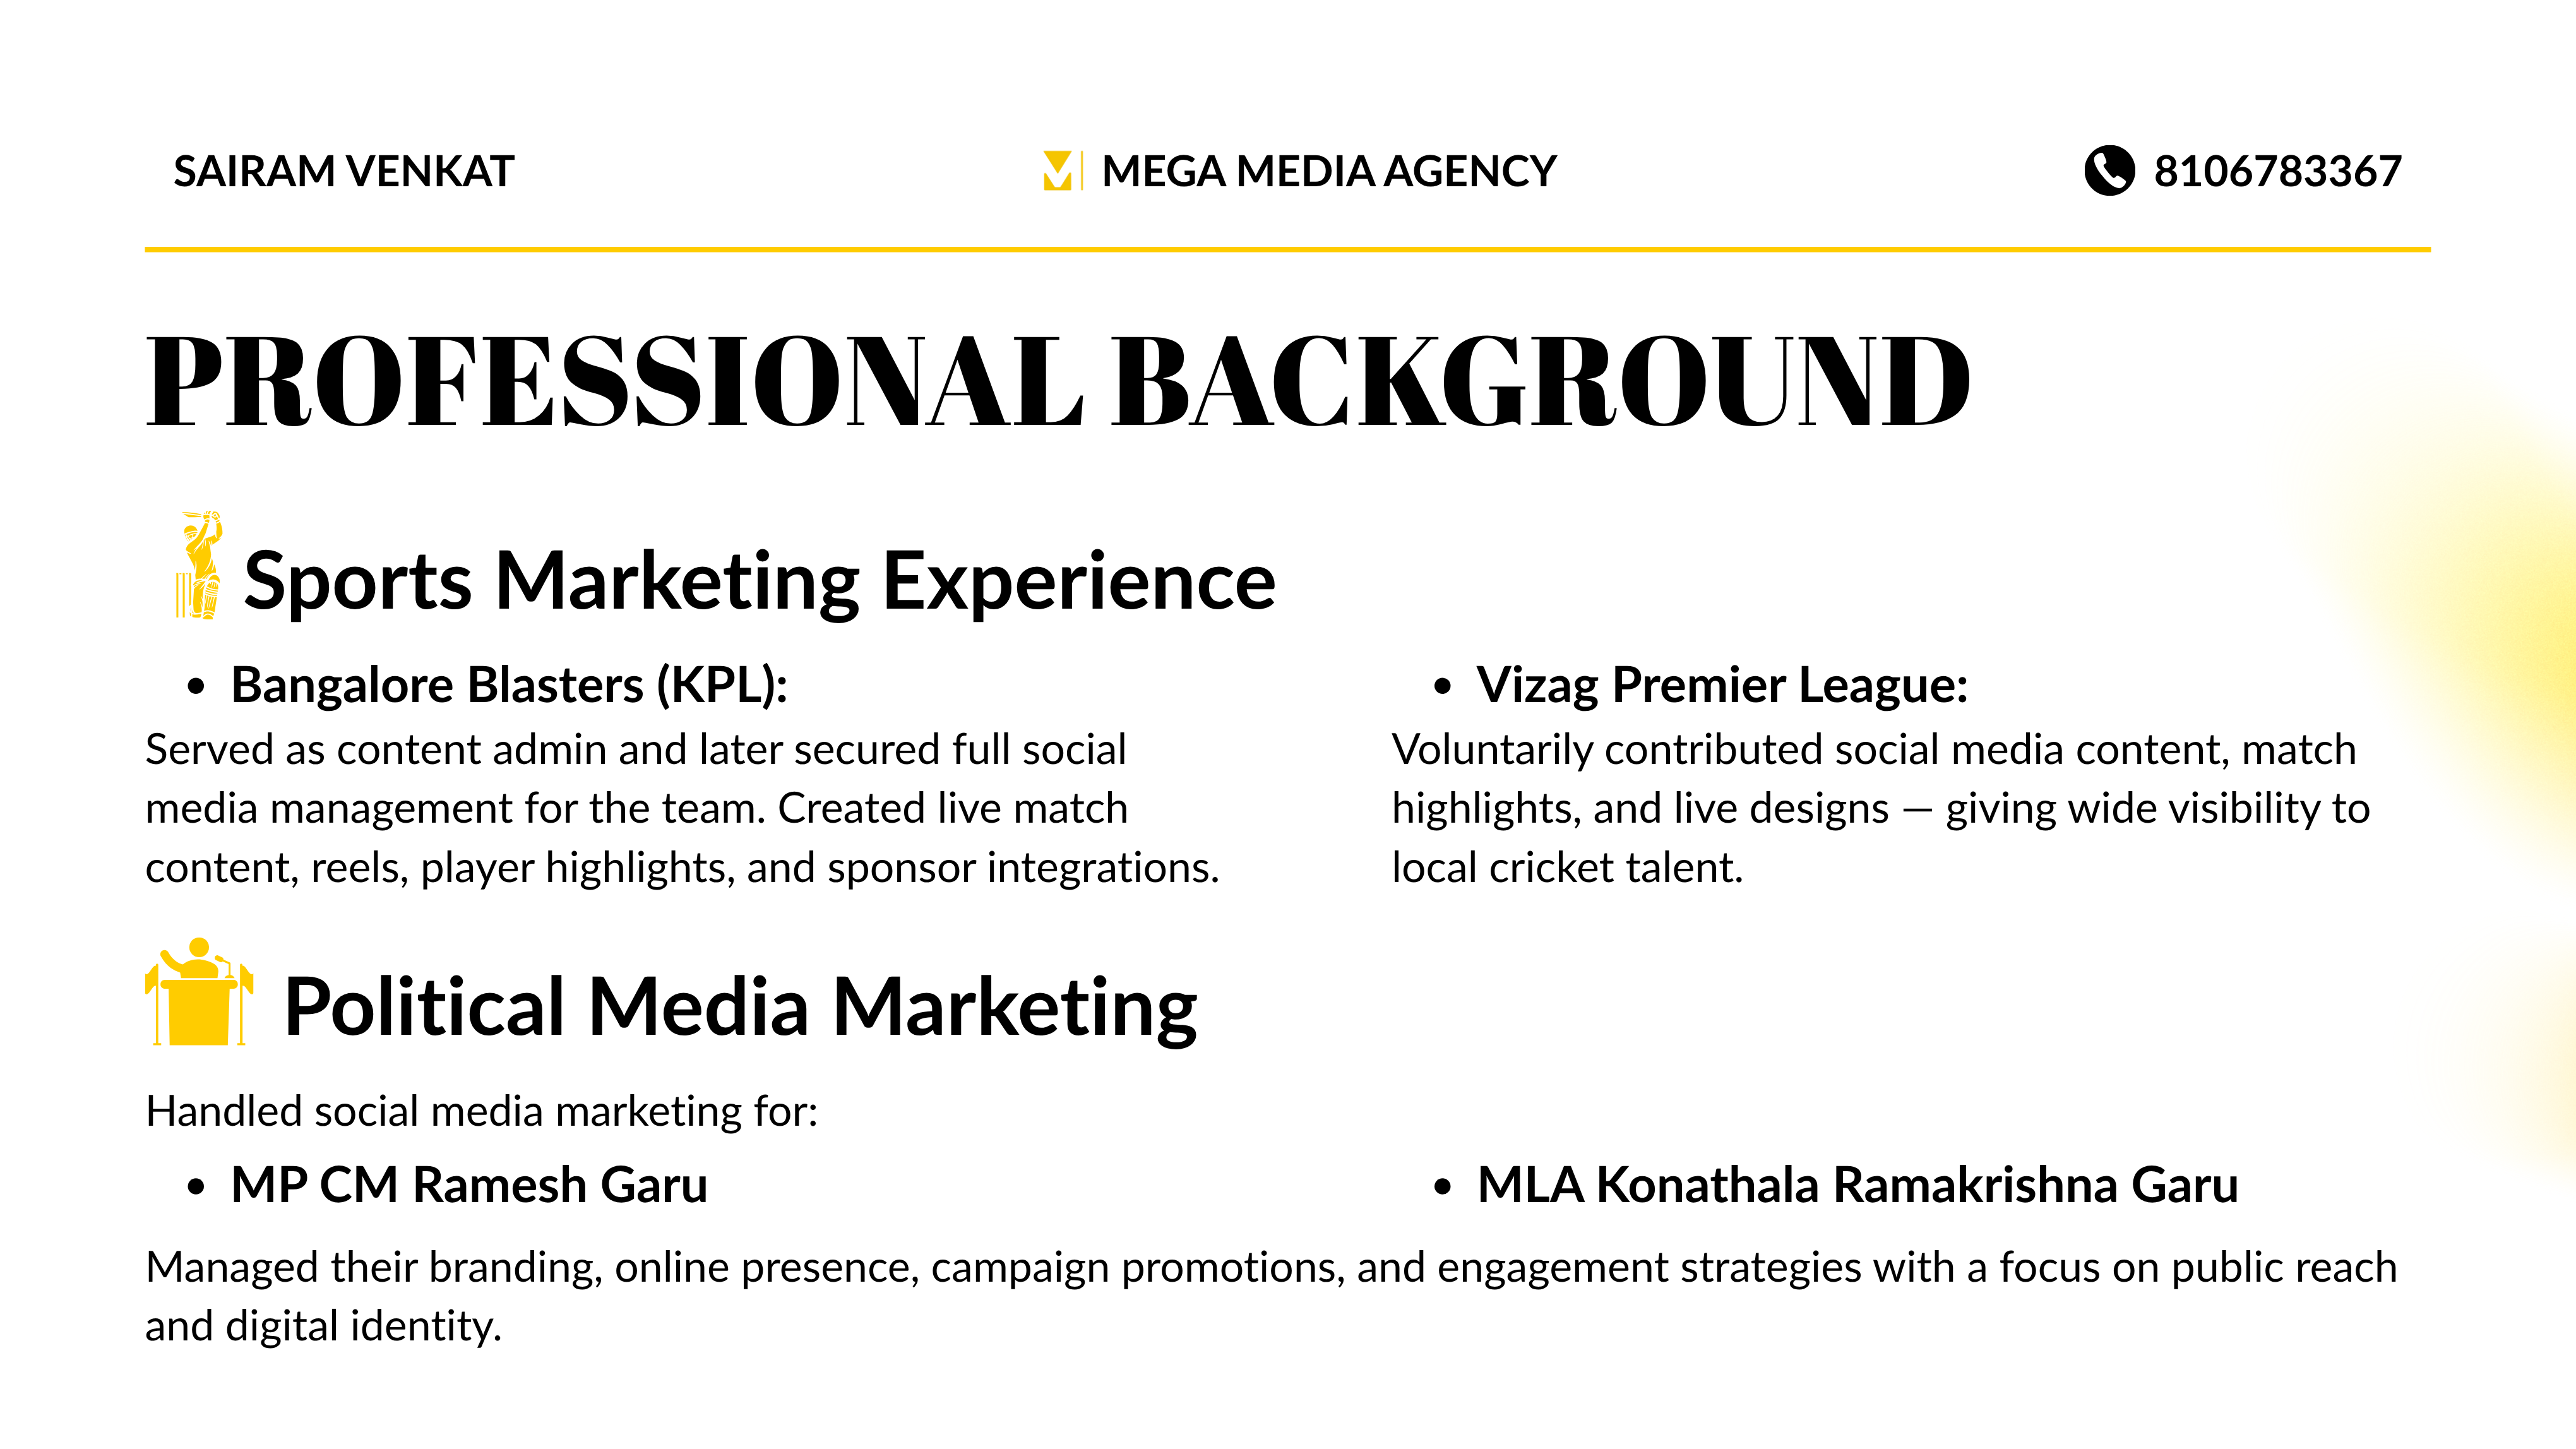 SAIRAM VENKAT
MEGA MEDIA AGENCY
8106783367
PROFESSIONAL BACKGROUND
Sports Marketing Experience
• Bangalore Blasters (KPL):
Served as content admin and later secured full social
media management for the team. Created live match
content, reels, player highlights, and sponsor integrations.
• Vizag Premier League:
Voluntarily contributed social media content, match
highlights, and live designs — giving wide visibility to
local cricket talent.
Political Media Marketing
Handled social media marketing for:
• MP CM Ramesh Garu
• MLA Konathala Ramakrishna Garu
Managed their branding, online presence, campaign promotions, and engagement strategies with a focus on public reach
and digital identity.